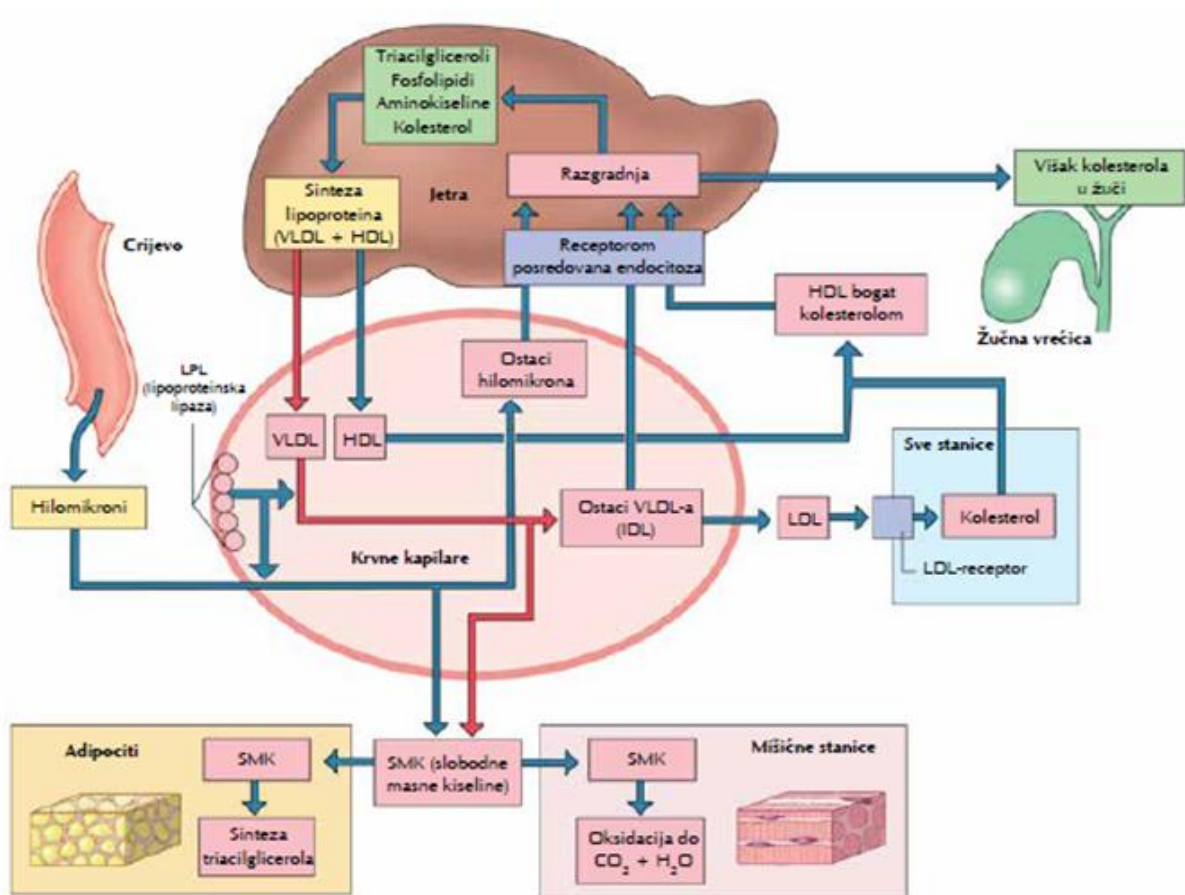 Triacilgliceroli
Fosfolipidi
Aminokiseline
Kolesterol
Razgradnja
Višak kolesterola
u žuči
Jetra
Sinteza
lipoproteina
(VLDL + HDL)
Crijevo
Receptorom
posredovana endocitoza
HDL bogat
kolesterolom
Žučna vrećica
Ostaci
hilomikrona
LPL
(lipoproteinska
lipaza)
VLDL
HDL
Sve stanice
Hilomikroni
Ostaci VLDL-a
(IDL)
LDL
Kolesterol
Krvne kapilare
LDL-receptor
Adipociti
SMK
SMK (slobodne
masne kiseline)
SMK
Mišićne stanice
Sinteza
triacilglicerola
Oksidacija do
CO₂ + H₂O